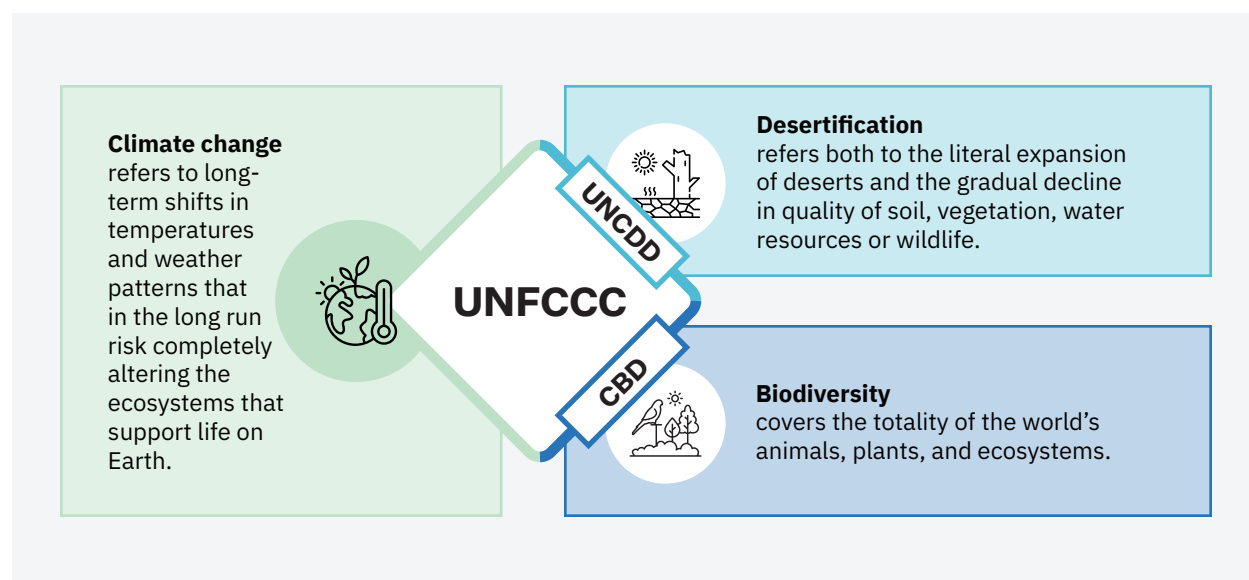 Climate change
refers to long-
term shifts in
temperatures
and weather
patterns that
in the long run
risk completely
altering the
ecosystems that
support life on
Earth.
UNFCCC
UNCDD
CBD
Desertification
refers both to the literal expansion
of deserts and the gradual decline
in quality of soil, vegetation, water
resources or wildlife.
Biodiversity
covers the totality of the world’s
animals, plants, and ecosystems.